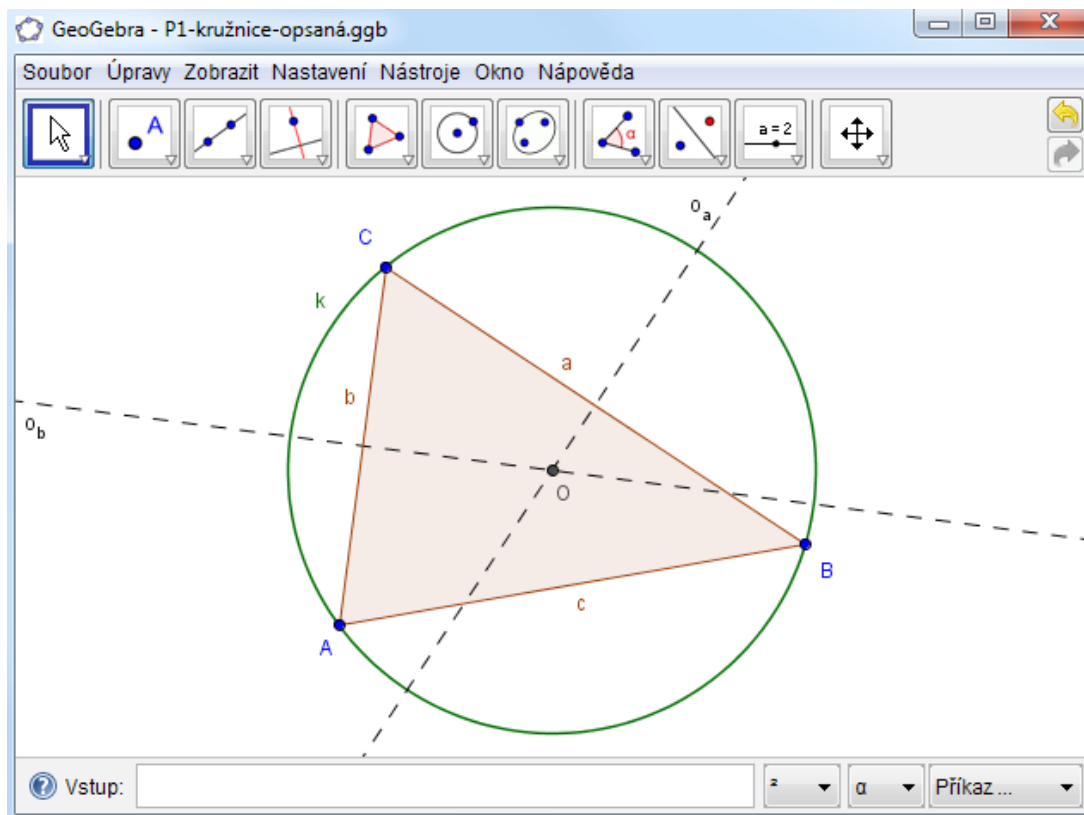 GeoGebra - P1-kružnice-opsaná.ggb
Soubor Úpravy Zobrazit Nastavení Nástroje Okno Nápověda
A
α
a = 2
o_a
C
k
a
b
o_b
O
B
c
A
Vstup:
²
α
Příkaz ...